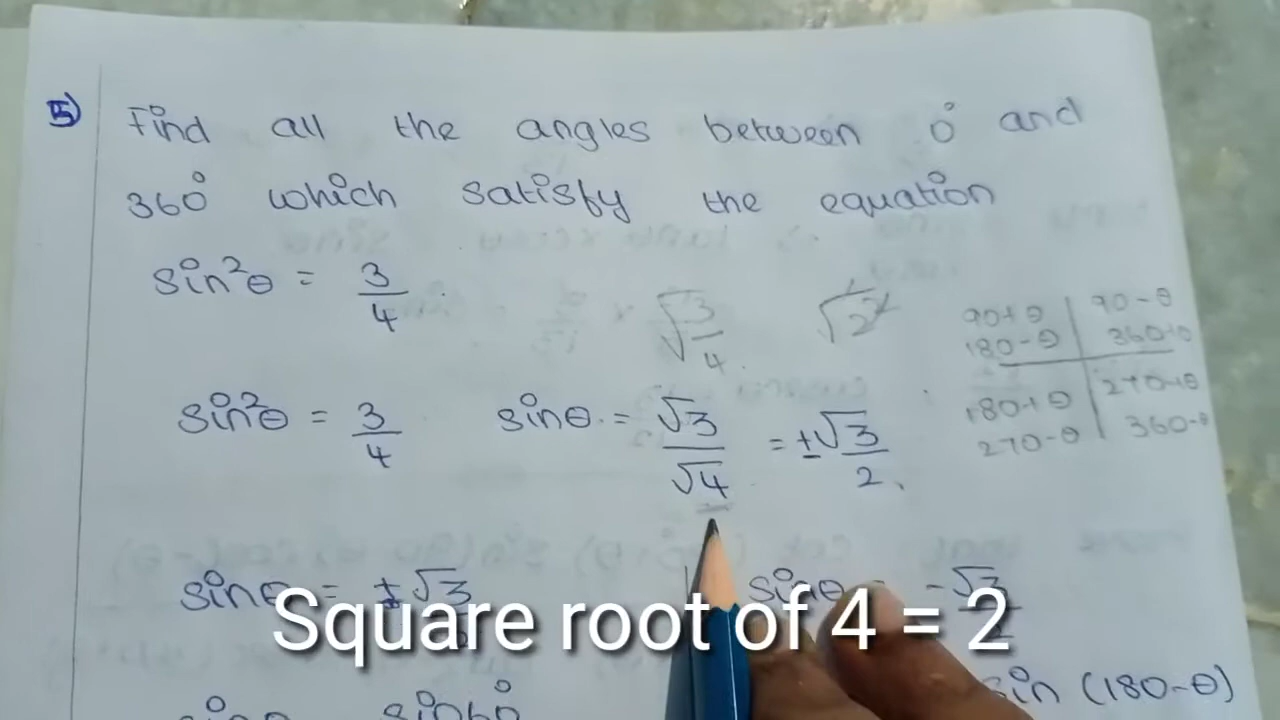 5) Find all the angles between 0° and
360° which satisfy the equation
sin²θ = 3/4
√3/4 √2²
90+θ 90-θ
180-θ 360+θ
180+θ 270+θ
270-θ 360-θ
sin²θ = 3/4 sinθ = √3/√4 = ±√3/2
sinθ = ±√3 sinθ = -√3
Square root of 4 = 2
sin60° sin (180-θ)